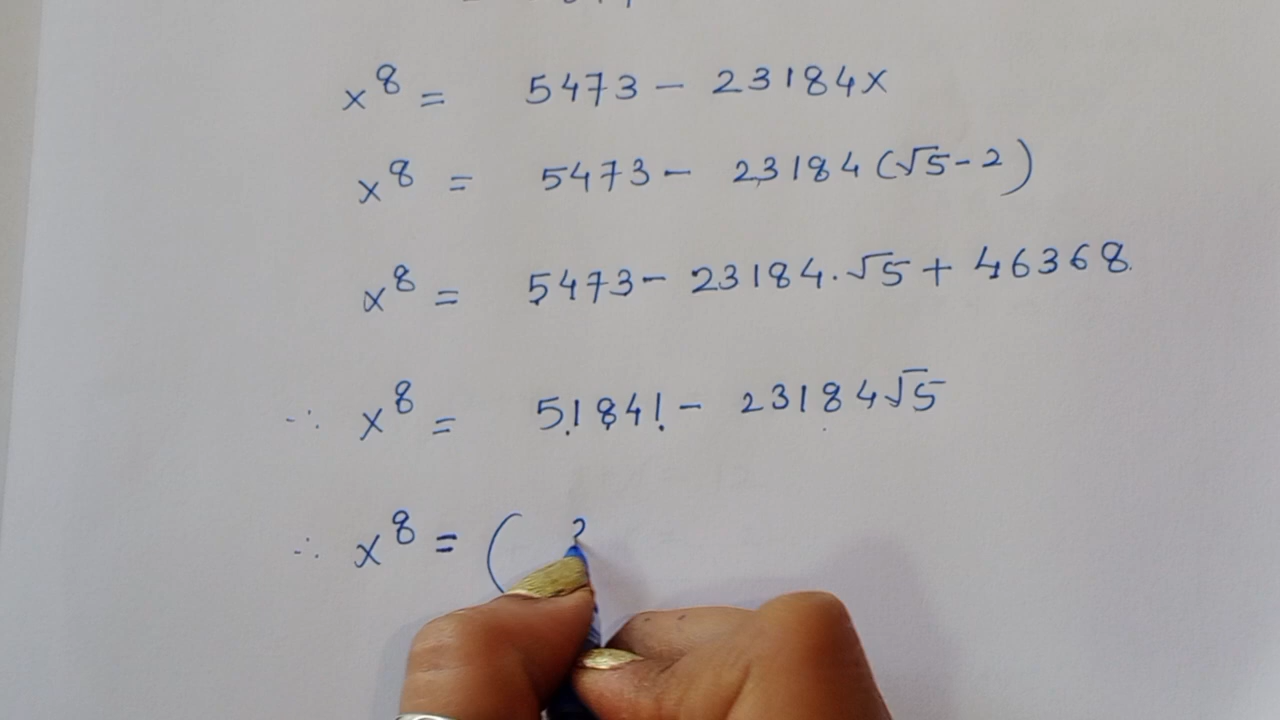 x⁸ = 5473 - 23184x
x⁸ = 5473 - 23184 (√5 - 2)
x⁸ = 5473 - 23184.√5 + 46368
∴ x⁸ = 51841 - 23184√5
∴ x⁸ = (